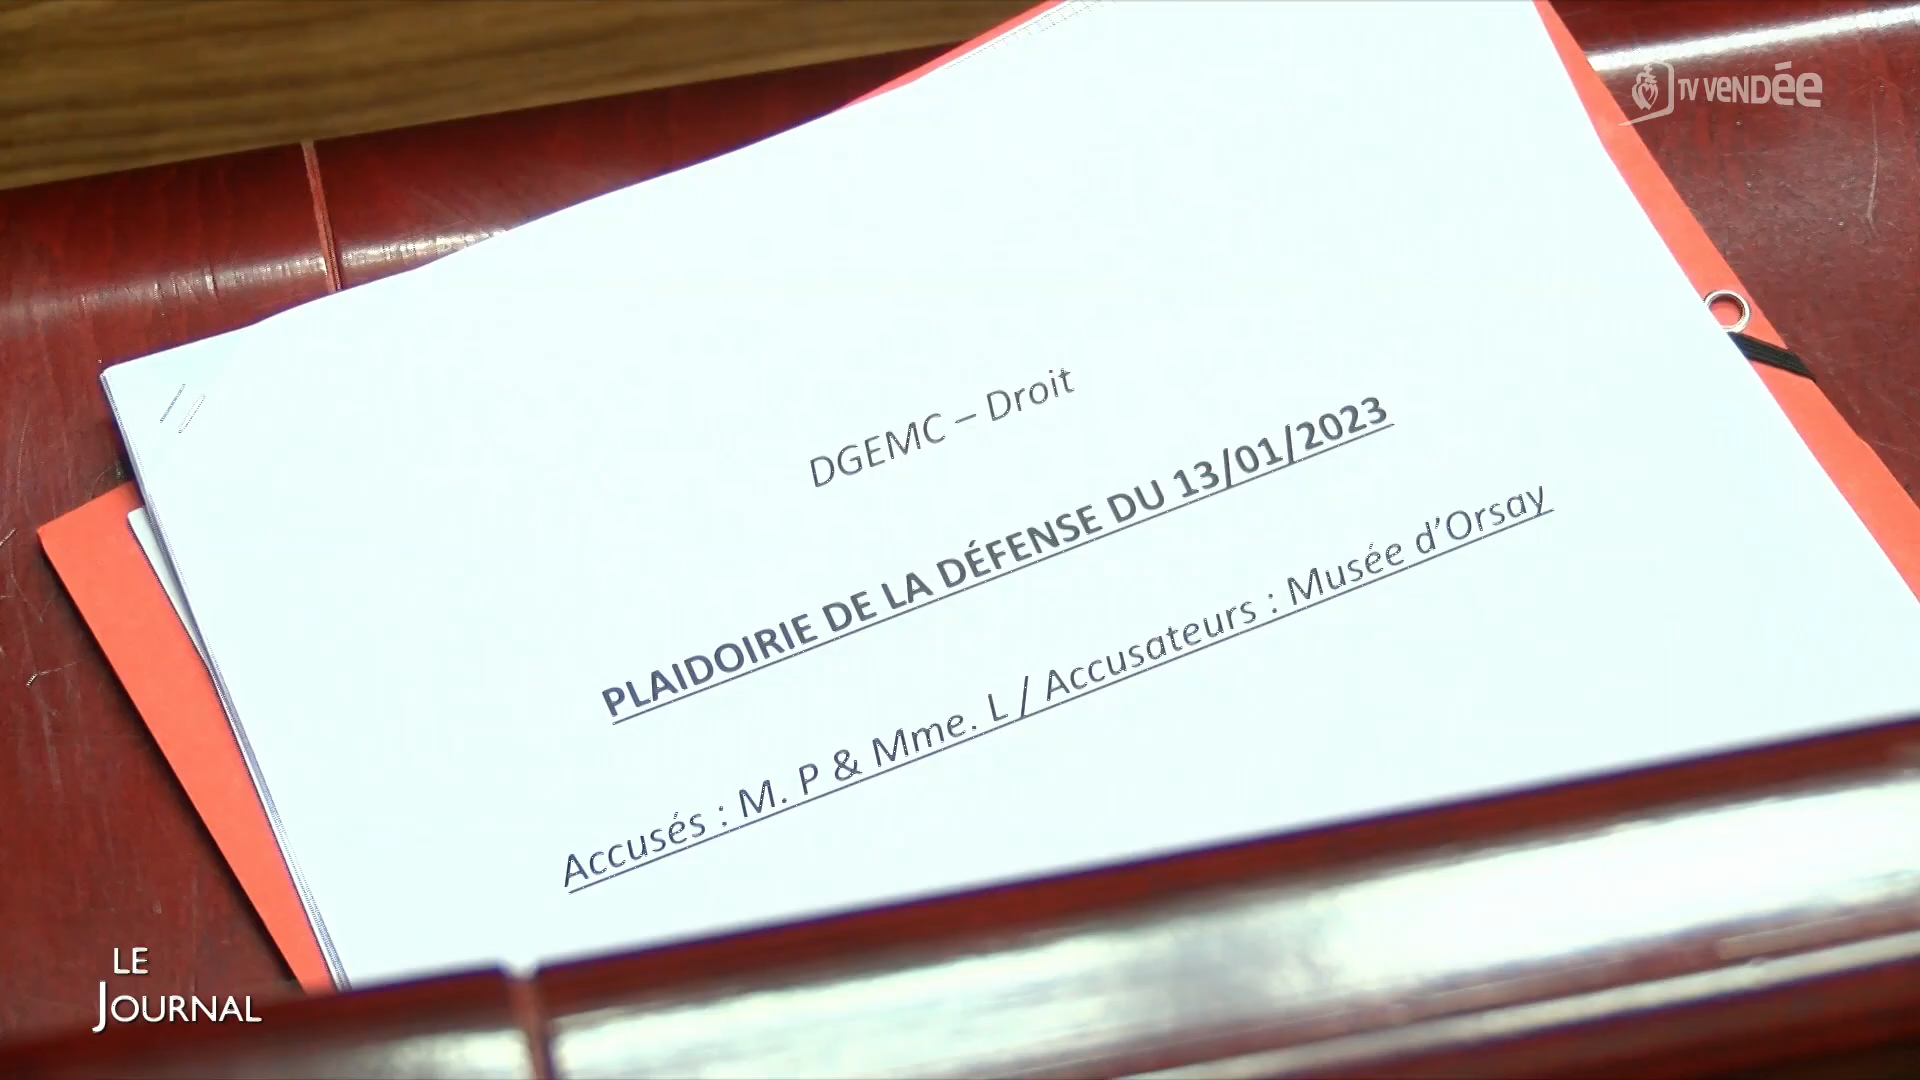 TV VENDÉE
DGEMC – Droit
PLAIDOIRIE DE LA DÉFENSE DU 13/01/2023
Accusés : M. P & Mme. L / Accusateurs : Musée d’Orsay
LE
JOURNAL